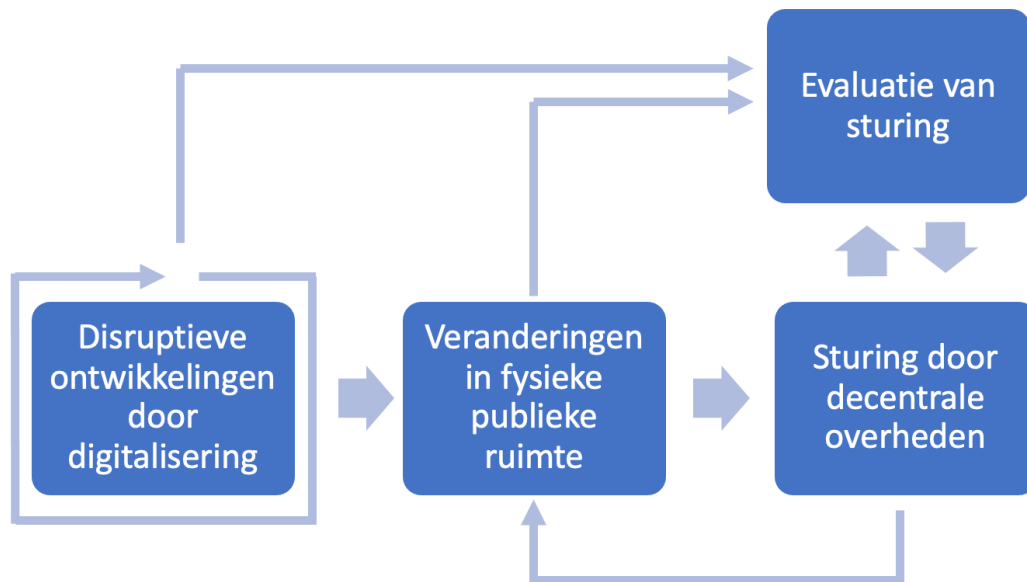 Evaluatie van
sturing
Disruptieve
ontwikkelingen
door
digitalisering
Veranderingen
in fysieke
publieke
ruimte
Sturing door
decentrale
overheden